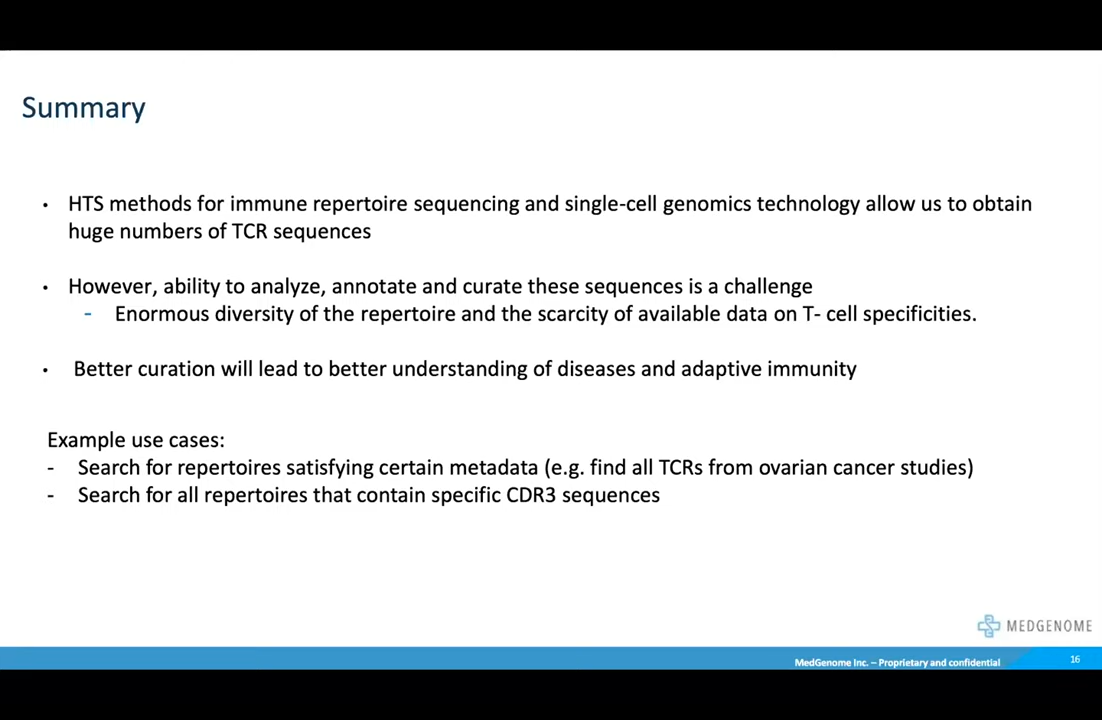 Summary
• HTS methods for immune repertoire sequencing and single-cell genomics technology allow us to obtain
huge numbers of TCR sequences
• However, ability to analyze, annotate and curate these sequences is a challenge
- Enormous diversity of the repertoire and the scarcity of available data on T- cell specificities.
• Better curation will lead to better understanding of diseases and adaptive immunity
Example use cases:
- Search for repertoires satisfying certain metadata (e.g. find all TCRs from ovarian cancer studies)
- Search for all repertoires that contain specific CDR3 sequences
MEDGENOME
MedGenome Inc. – Proprietary and confidential
16